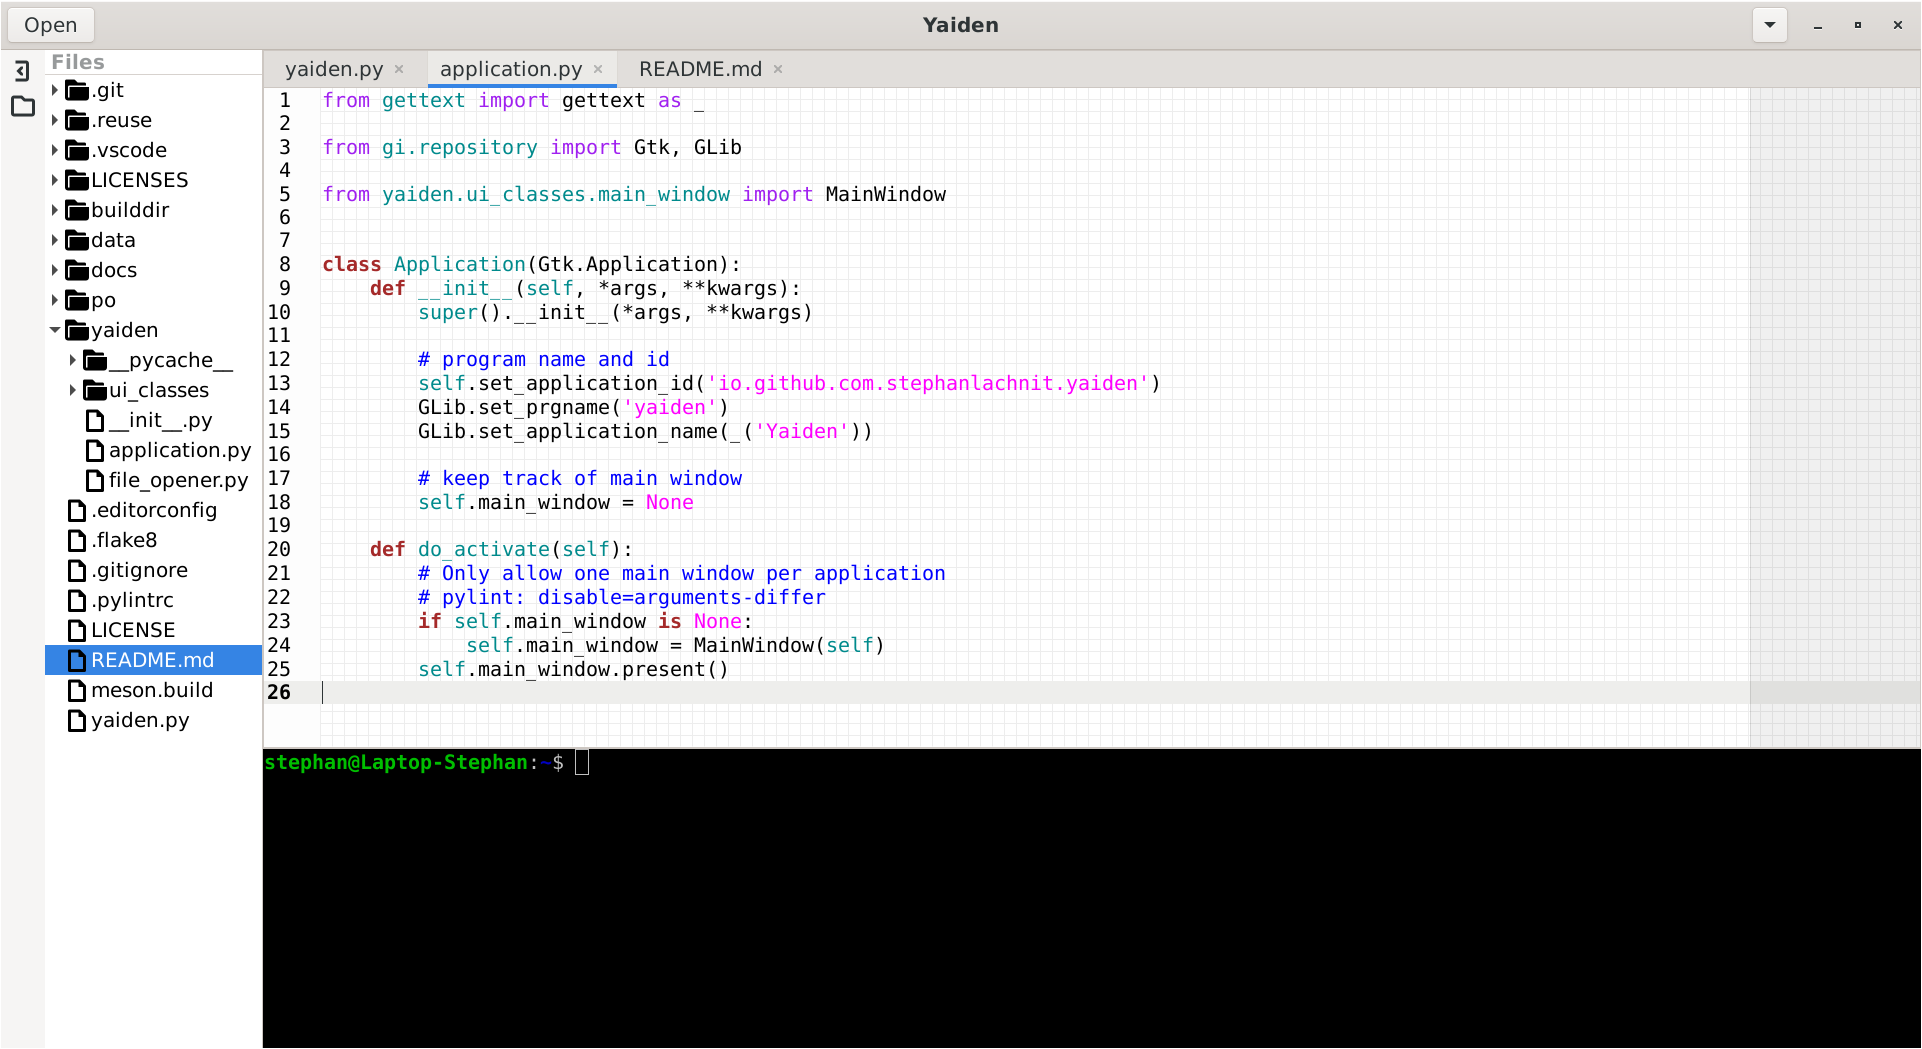 Open
Yaiden
Files
.git
.reuse
.vscode
LICENSES
builddir
data
docs
po
yaiden
__pycache__
ui_classes
__init__.py
application.py
file_opener.py
.editorconfig
.flake8
.gitignore
.pylintrc
LICENSE
README.md
meson.build
yaiden.py
yaiden.py × application.py × README.md ×
1 from gettext import gettext as _
2
3 from gi.repository import Gtk, GLib
4
5 from yaiden.ui_classes.main_window import MainWindow
6
7
8 class Application(Gtk.Application):
9     def __init__(self, *args, **kwargs):
10         super().__init__(*args, **kwargs)
11
12         # program name and id
13         self.set_application_id('io.github.com.stephanlachnit.yaiden')
14         GLib.set_prgname('yaiden')
15         GLib.set_application_name(_('Yaiden'))
16
17         # keep track of main window
18         self.main_window = None
19
20     def do_activate(self):
21         # Only allow one main window per application
22         # pylint: disable=arguments-differ
23         if self.main_window is None:
24             self.main_window = MainWindow(self)
25         self.main_window.present()
26
stephan@Laptop-Stephan:~$